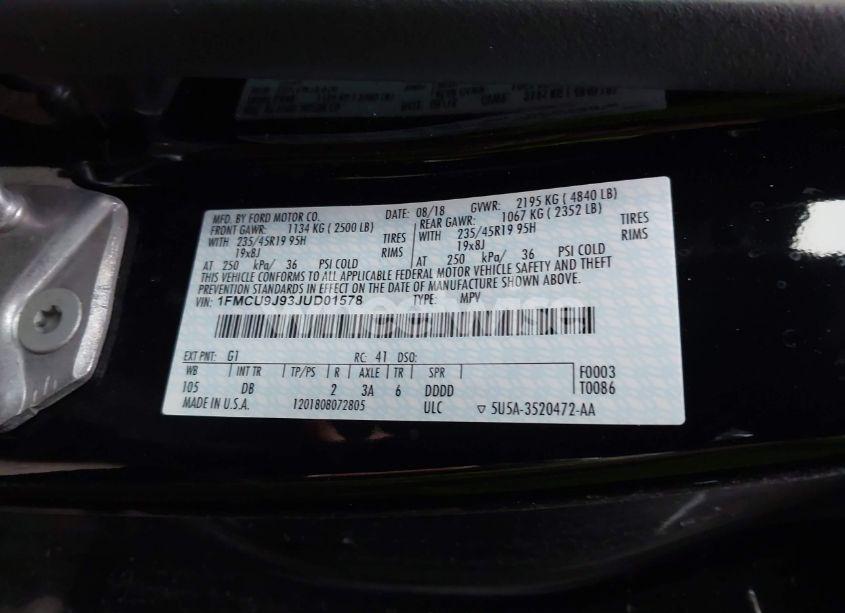 MFD. BY FORD MOTOR CO. DATE: 08/18 GVWR: 2195 KG ( 4840 LB)
FRONT GAWR: 1134 KG ( 2500 LB) REAR GAWR: 1067 KG ( 2352 LB)
WITH 235/45R19 95H TIRES WITH 235/45R19 95H TIRES
19x8J RIMS 19x8J RIMS
AT 250 kPa/ 36 PSI COLD AT 250 kPa/ 36 PSI COLD
THIS VEHICLE CONFORMS TO ALL APPLICABLE FEDERAL MOTOR VEHICLE SAFETY AND THEFT
PREVENTION STANDARDS IN EFFECT ON THE DATE OF MANUFACTURE SHOWN ABOVE.
VIN: 1FMCU9J93JUD01578 TYPE: MPV
EXT PNT: G1 RC: 41 DSO:
WB INT TR TP/PS R AXLE TR SPR F0003
105 DB 2 3A 6 DDDD T0086
MADE IN U.S.A. 1201808072805 ULC ▽ 5U5A-3520472-AA